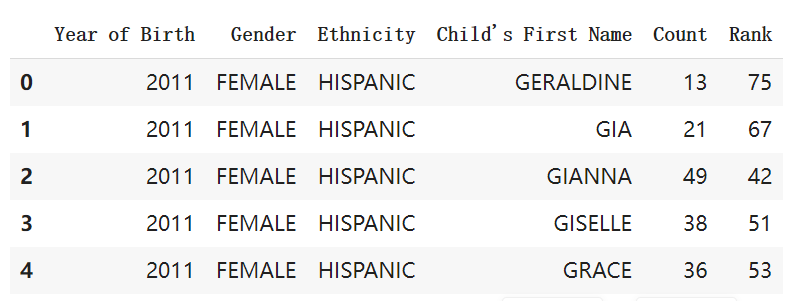 Year of Birth Gender Ethnicity Child's First Name Count Rank
0 2011 FEMALE HISPANIC GERALDINE 13 75
1 2011 FEMALE HISPANIC GIA 21 67
2 2011 FEMALE HISPANIC GIANNA 49 42
3 2011 FEMALE HISPANIC GISELLE 38 51
4 2011 FEMALE HISPANIC GRACE 36 53